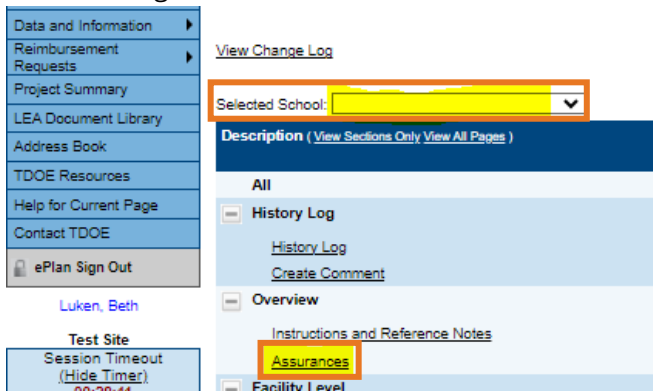 Data and Information
Reimbursement
Requests
Project Summary
LEA Document Library
Address Book
TDOE Resources
Help for Current Page
Contact TDOE
ePlan Sign Out
Luken, Beth
Test Site
Session Timeout
(Hide Timer)
View Change Log
Selected School:
Description ( View Sections Only View All Pages )
All
History Log
History Log
Create Comment
Overview
Instructions and Reference Notes
Assurances
Facility Level